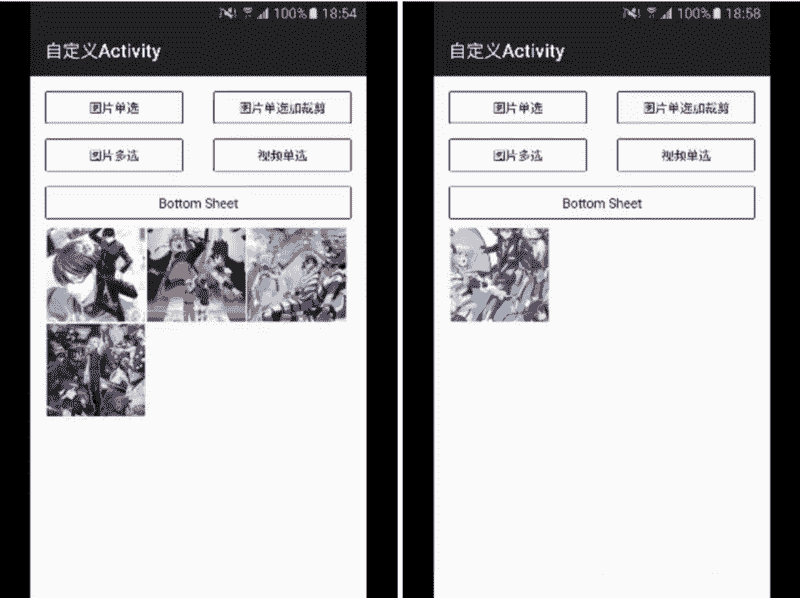 100% 18:54
自定义Activity
图片单选 图片单选加裁剪
图片多选 视频单选
Bottom Sheet
100% 18:58
自定义Activity
图片单选 图片单选加裁剪
图片多选 视频单选
Bottom Sheet